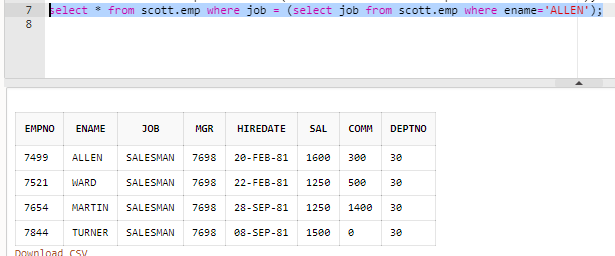 7 select * from scott.emp where job = (select job from scott.emp where ename='ALLEN');
8
EMPNO ENAME JOB MGR HIREDATE SAL COMM DEPTNO
7499 ALLEN SALESMAN 7698 20-FEB-81 1600 300 30
7521 WARD SALESMAN 7698 22-FEB-81 1250 500 30
7654 MARTIN SALESMAN 7698 28-SEP-81 1250 1400 30
7844 TURNER SALESMAN 7698 08-SEP-81 1500 0 30
Download CSV